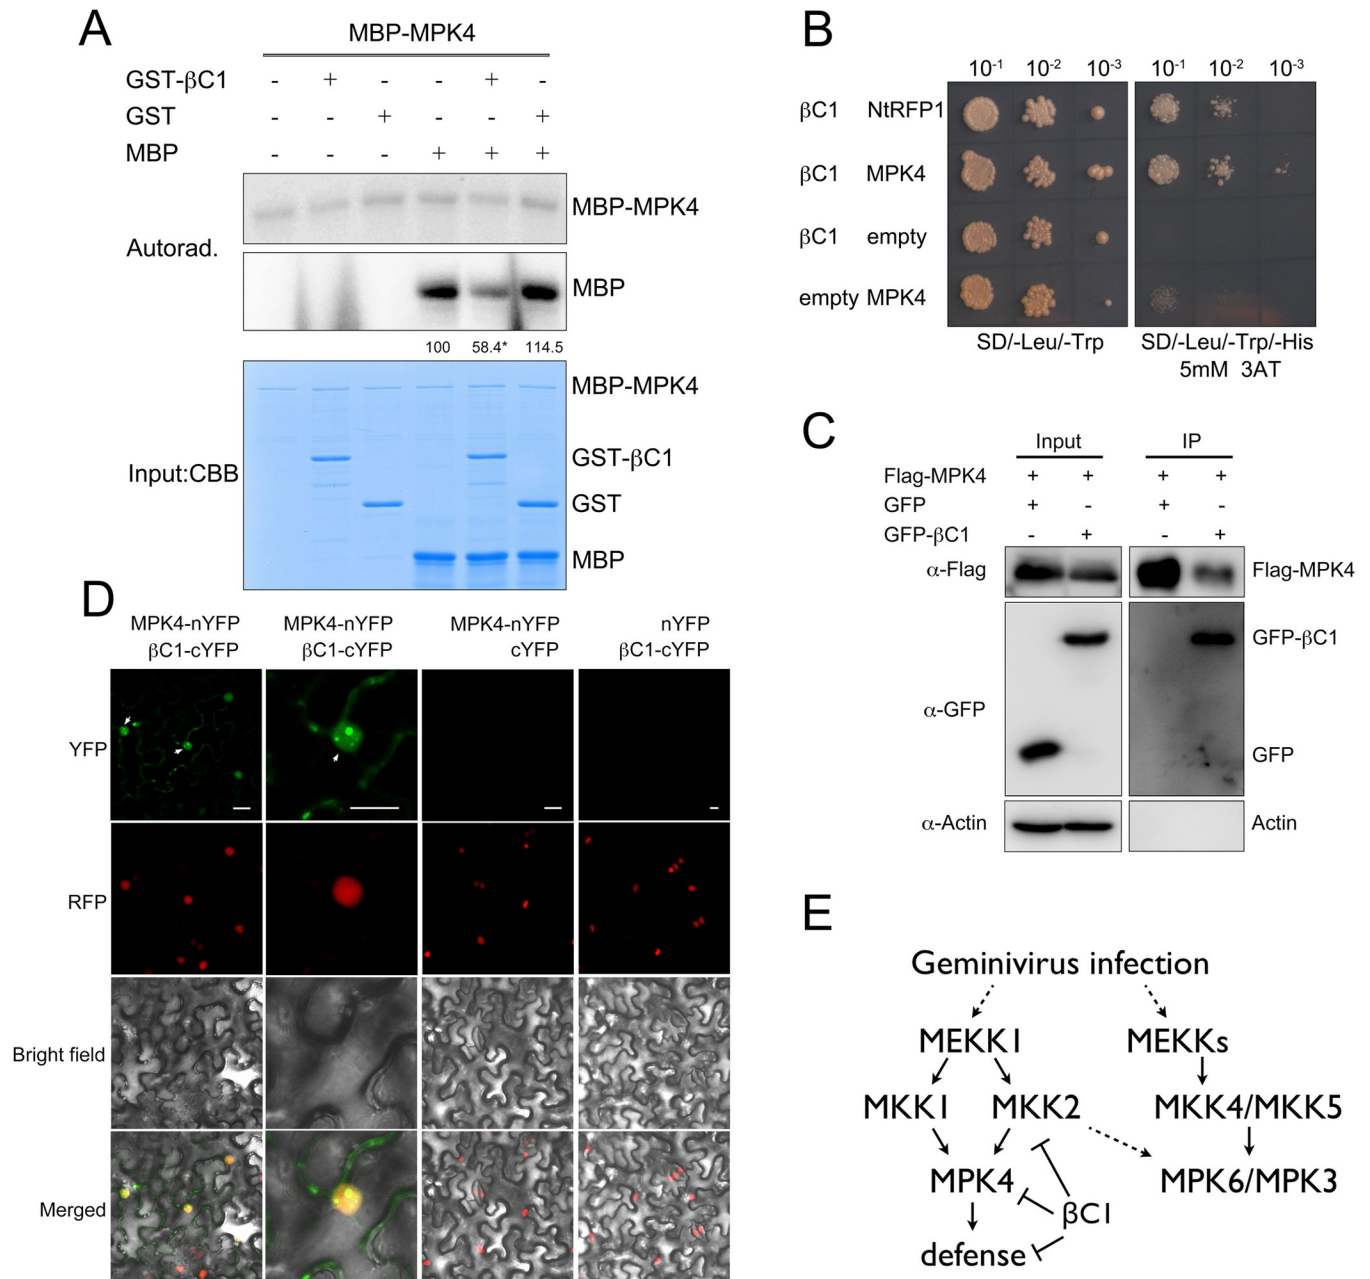 A
MBP-MPK4
GST-βC1 - + - - + -
GST - - + - - +
MBP - - - + + +
Autorad.
MBP-MPK4
MBP
100 58.4* 114.5
Input:CBB
MBP-MPK4
GST-βC1
GST
MBP
B
10-1 10-2 10-3 10-1 10-2 10-3
βC1 NtRFP1
βC1 MPK4
βC1 empty
empty MPK4
SD/-Leu/-Trp SD/-Leu/-Trp/-His
5mM 3AT
C
Input IP
Flag-MPK4 + + + +
GFP + - + -
GFP-βC1 - + - +
α-Flag Flag-MPK4
α-GFP
GFP-βC1
GFP
α-Actin Actin
D
MPK4-nYFP MPK4-nYFP MPK4-nYFP nYFP
βC1-cYFP βC1-cYFP cYFP βC1-cYFP
YFP
RFP
Bright field
Merged
E
Geminivirus infection
MEKK1 MEKKs
MKK1 MKK2 MKK4/MKK5
MPK4 MPK6/MPK3
βC1
defense